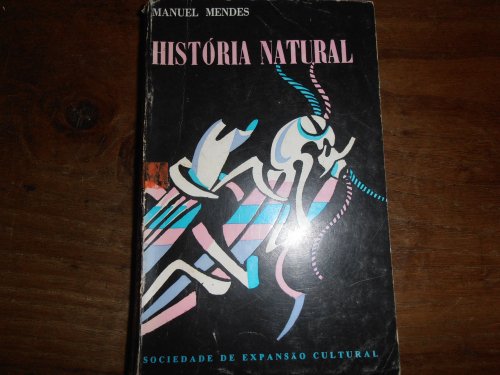 MANUEL MENDES
HISTÓRIA NATURAL
SOCIEDADE DE EXPANSÃO CULTURAL